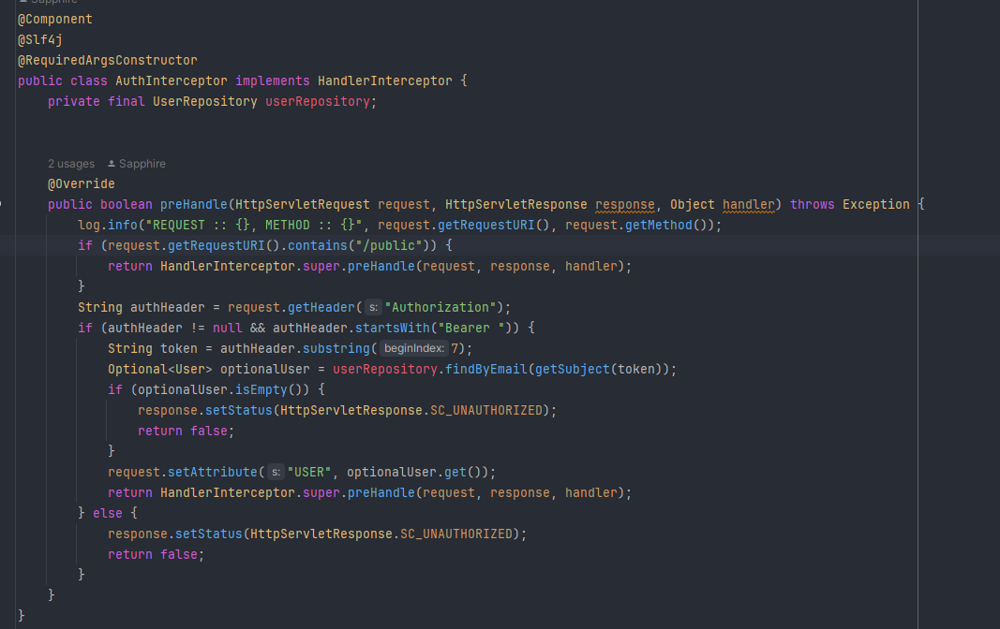 Sapphire
@Component
@Slf4j
@RequiredArgsConstructor
public class AuthInterceptor implements HandlerInterceptor {
    private final UserRepository userRepository;
2 usages Sapphire
    @Override
    public boolean preHandle(HttpServletRequest request, HttpServletResponse response, Object handler) throws Exception {
        log.info("REQUEST :: {}, METHOD :: {}", request.getRequestURI(), request.getMethod());
        if (request.getRequestURI().contains("/public")) {
            return HandlerInterceptor.super.preHandle(request, response, handler);
        }
        String authHeader = request.getHeader( s: "Authorization");
        if (authHeader != null && authHeader.startsWith("Bearer ")) {
            String token = authHeader.substring( beginIndex: 7);
            Optional<User> optionalUser = userRepository.findByEmail(getSubject(token));
            if (optionalUser.isEmpty()) {
                response.setStatus(HttpServletResponse.SC_UNAUTHORIZED);
                return false;
            }
            request.setAttribute( s: "USER", optionalUser.get());
            return HandlerInterceptor.super.preHandle(request, response, handler);
        } else {
            response.setStatus(HttpServletResponse.SC_UNAUTHORIZED);
            return false;
        }
    }
}